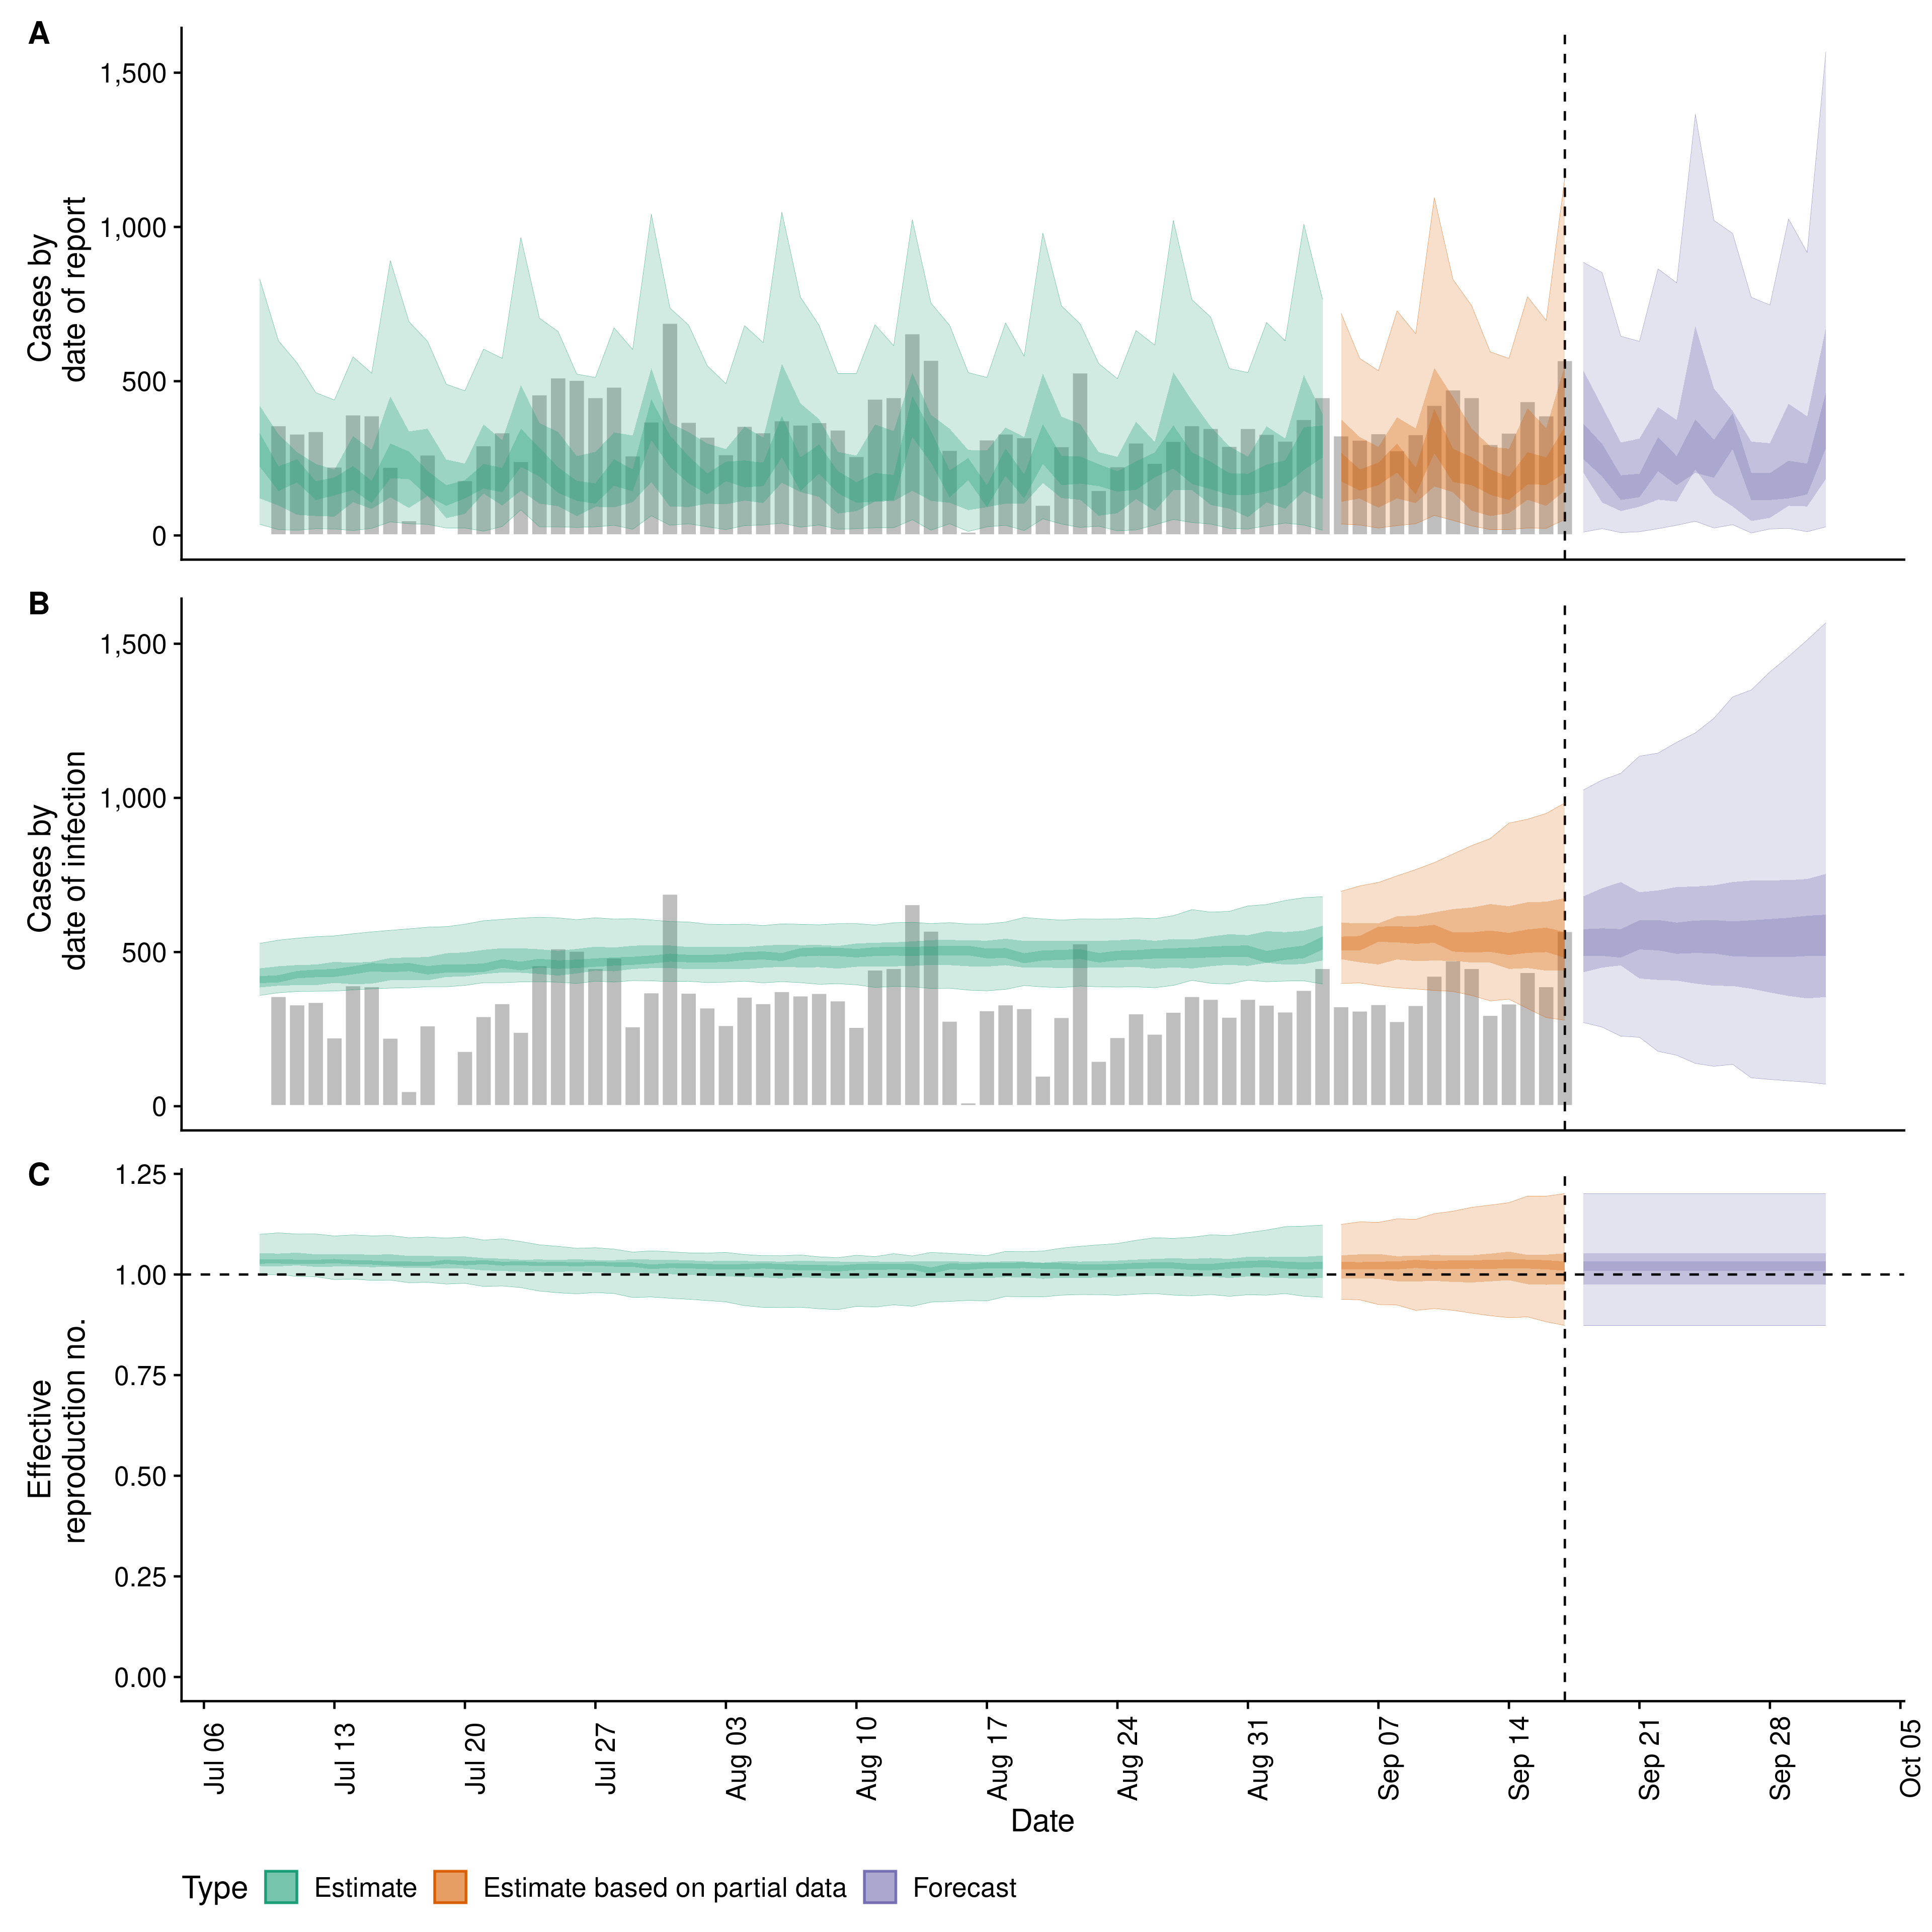 A
1,500
1,000
500
0
Cases by
date of report
B
1,500
1,000
500
0
Cases by
date of infection
C
1.25
1.00
0.75
0.50
0.25
0.00
Effective
reproduction no.
Jul 06
Jul 13
Jul 20
Jul 27
Aug 03
Aug 10
Aug 17
Aug 24
Aug 31
Sep 07
Sep 14
Sep 21
Sep 28
Oct 05
Date
Type Estimate Estimate based on partial data Forecast